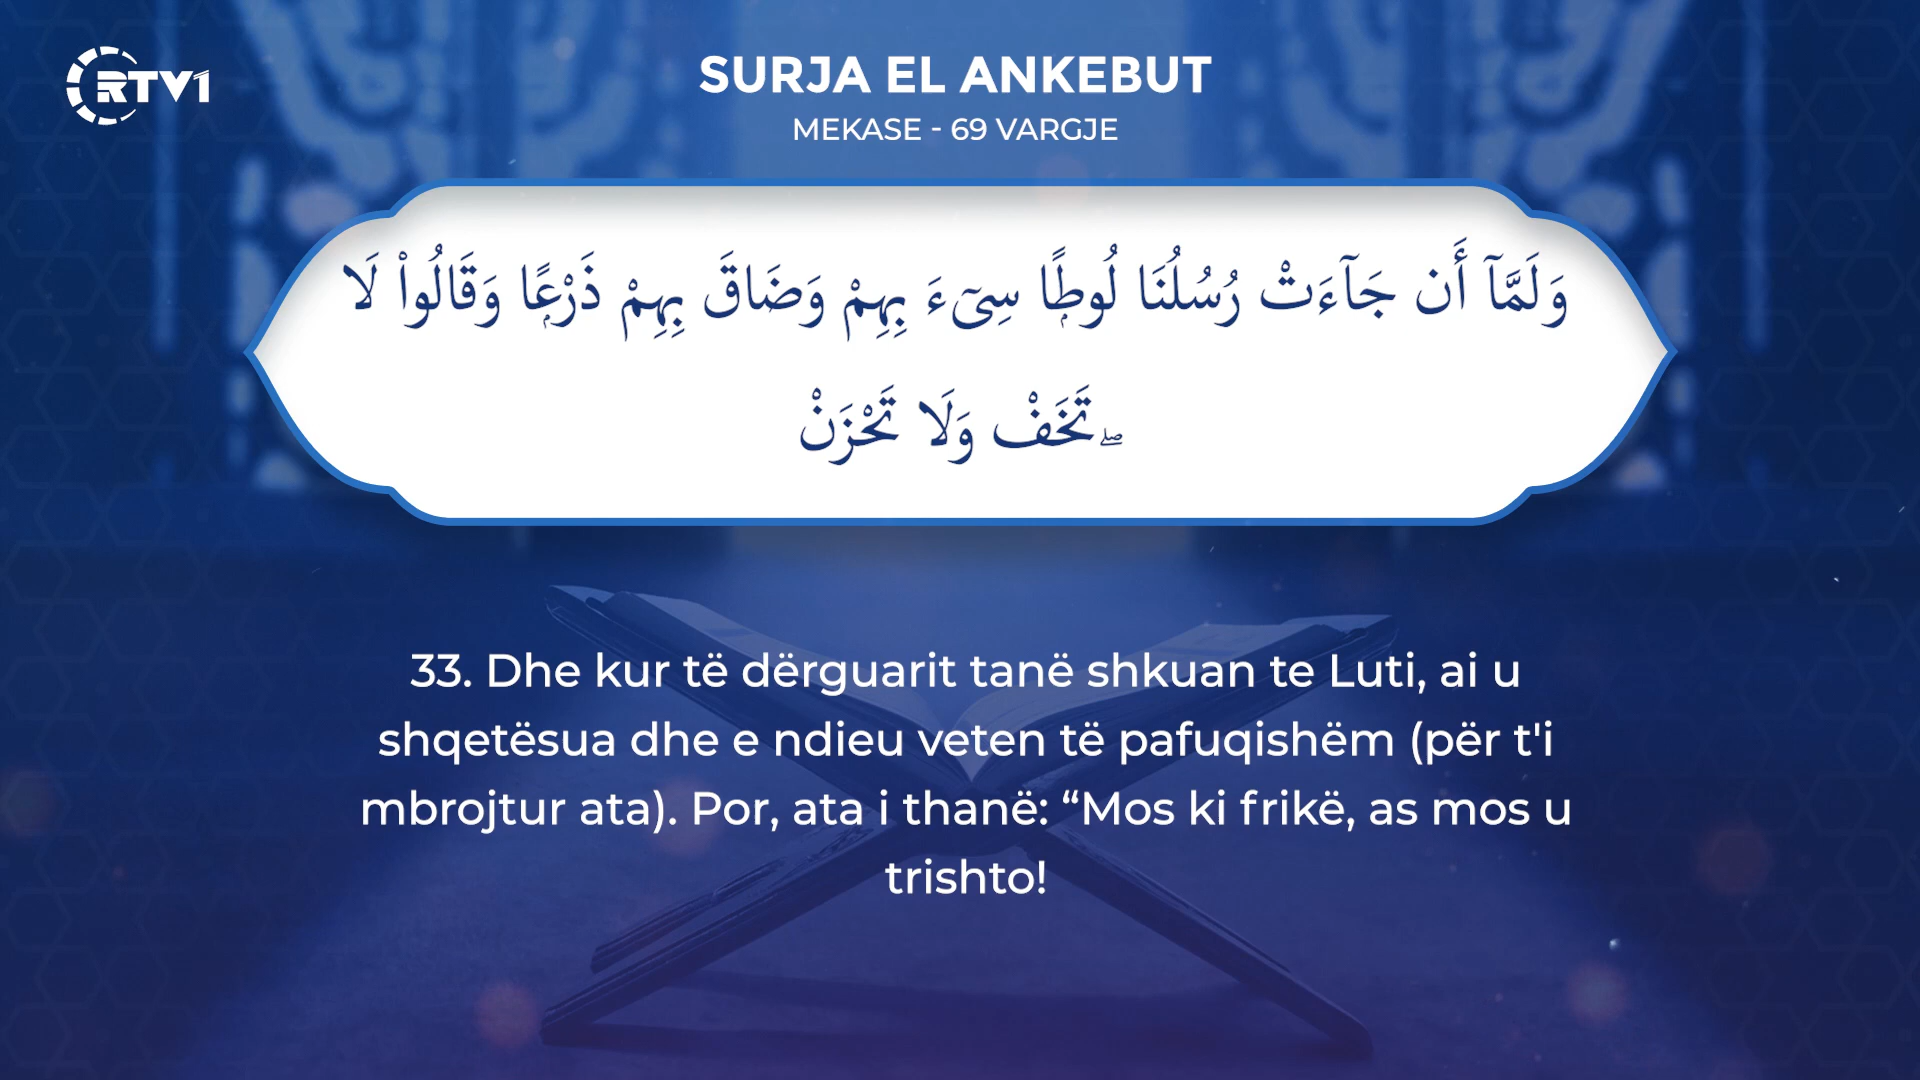 RTV1
SURJA EL ANKEBUT
MEKASE - 69 VARGJE
وَلَمَّآ أَن جَآءَتْ رُسُلُنَا لُوطًۭا سِىٓءَ بِهِمْ وَضَاقَ بِهِمْ ذَرْعًۭا وَقَالُوا۟ لَا
ۖتَخَفْ وَلَا تَحْزَنْ
33. Dhe kur të dërguarit tanë shkuan te Luti, ai u
shqetësua dhe e ndieu veten të pafuqishëm (për t'i
mbrojtur ata). Por, ata i thanë: “Mos ki frikë, as mos u
trishto!